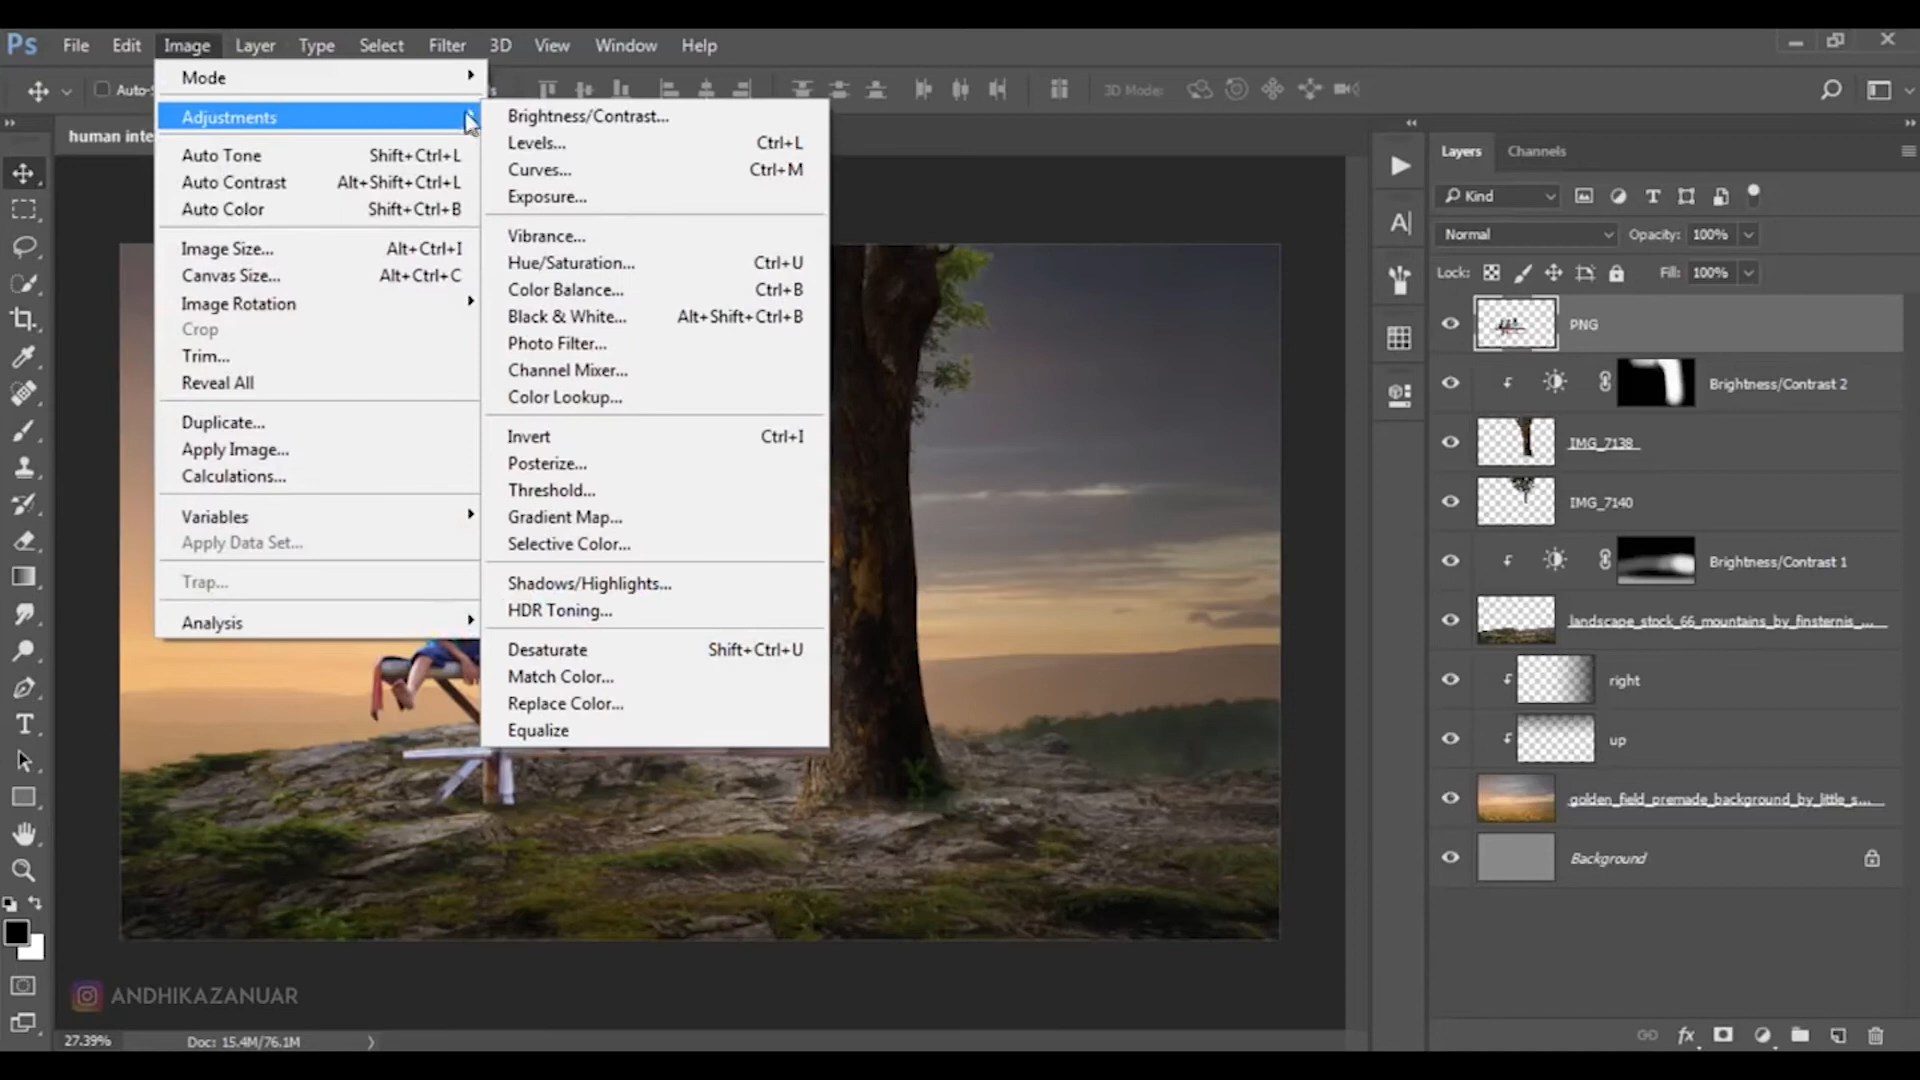 Ps File Edit Image Layer Type Select Filter 3D View Window Help
3D Mode:
human inte
Mode
Adjustments
Auto Tone Shift+Ctrl+L
Auto Contrast Alt+Shift+Ctrl+L
Auto Color Shift+Ctrl+B
Image Size... Alt+Ctrl+I
Canvas Size... Alt+Ctrl+C
Image Rotation
Crop
Trim...
Reveal All
Duplicate...
Apply Image...
Calculations...
Variables
Apply Data Set...
Trap...
Analysis
Brightness/Contrast...
Levels... Ctrl+L
Curves... Ctrl+M
Exposure...
Vibrance...
Hue/Saturation... Ctrl+U
Color Balance... Ctrl+B
Black & White... Alt+Shift+Ctrl+B
Photo Filter...
Channel Mixer...
Color Lookup...
Invert Ctrl+I
Posterize...
Threshold...
Gradient Map...
Selective Color...
Shadows/Highlights...
HDR Toning...
Desaturate Shift+Ctrl+U
Match Color...
Replace Color...
Equalize
Layers Channels
Kind
Normal Opacity: 100%
Lock: Fill: 100%
PNG
Brightness/Contrast 2
IMG_7138
IMG_7140
Brightness/Contrast 1
landscape_stock_66_mountains_by_finsternis_...
right
up
golden_field_premade_background_by_little_s...
Background
fx
ANDHIKAZANUAR
27.39% Doc: 15.4M/76.1M